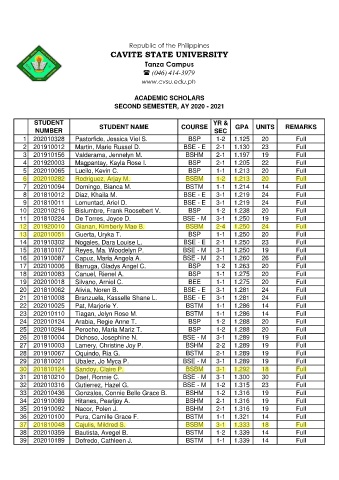 Republic of the Philippines
CAVITE STATE UNIVERSITY
Tanza Campus
☎ (046) 414-3979
www.cvsu.edu.ph
ACADEMIC SCHOLARS
SECOND SEMESTER, AY 2020 - 2021
STUDENT NUMBER STUDENT NAME COURSE YR & SEC GPA UNITS REMARKS
1 202010328 Pastorfide, Jessica Viel S. BSP 1-2 1.125 20 Full
2 201910012 Martin, Marie Russel D. BSE - E 2-1 1.130 23 Full
3 201910156 Valderama, Jennelyn M. BSHM 2-1 1.197 19 Full
4 201920003 Magpantay, Kayla Rose I. BSP 2-1 1.205 22 Full
5 202010095 Lucilo, Kevin C. BSP 1-1 1.213 20 Full
6 202010282 Rodriguez, Arjay M. BSBM 1-2 1.213 20 Full
7 202010094 Domingo, Bianca M. BSTM 1-1 1.214 14 Full
8 201810012 Diaz, Khaila M. BSE - E 3-1 1.219 24 Full
9 201810011 Lomuntad, Ariel D. BSE - E 3-1 1.219 24 Full
10 202010216 Bislumbre, Frank Roosebert V. BSP 1-2 1.238 20 Full
11 201810224 De Torres, Joyce D. BSE - M 3-1 1.250 19 Full
12 201920010 Gianan, Kimberly Mae B. BSBM 2-4 1.250 24 Full
13 202010051 Guerta, Uryka T. BSP 1-1 1.250 20 Full
14 201910302 Nogales, Dara Louise L. BSE - E 2-1 1.250 23 Full
15 201810107 Reyes, Ma. Woodelyn P. BSE - M 3-1 1.250 19 Full
16 201910087 Capuz, Maria Angela A. BSE - M 2-1 1.260 26 Full
17 202010006 Barruga, Gladys Angel C. BSP 1-2 1.263 20 Full
18 202010083 Canuel, Rienel A. BSP 1-1 1.275 20 Full
19 202010018 Silvano, Arniel C. BEE 1-1 1.275 20 Full
20 201810062 Alivia, Noren B. BSE - E 3-1 1.281 24 Full
21 201810008 Branzuela, Kasselle Shane L. BSE - E 3-1 1.281 24 Full
22 202010025 Pat, Marjorie Y. BSTM 1-1 1.286 14 Full
23 202010110 Tiagan, Jelyn Rose M. BSTM 1-1 1.286 14 Full
24 202010124 Arabia, Regie Anne T. BSP 1-2 1.288 20 Full
25 202010294 Perocho, Maria Mariz T. BSP 1-2 1.288 20 Full
26 201810004 Dichoso, Josephine N. BSE - M 3-1 1.289 19 Full
27 201910003 Lamery, Christine Joy P. BSHM 2-2 1.289 19 Full
28 201910067 Oquindo, Ria G. BSTM 2-1 1.289 19 Full
29 201810021 Ubalez, Jo Myca P. BSE - M 3-1 1.289 19 Full
30 201810124 Sandoy, Claire P. BSBM 3-1 1.292 18 Full
31 201810210 Dael, Ronnie C. BSE - M 3-1 1.300 30 Full
32 202010316 Gutierrez, Hazel G. BSE - M 1-2 1.315 23 Full
33 202010436 Gonzales, Connie Belle Grace B. BSHM 1-2 1.316 19 Full
34 201910089 Hitanes, Pearljoy A. BSHM 2-1 1.316 19 Full
35 201910092 Nacor, Polen J. BSHM 2-1 1.316 19 Full
36 202010100 Pura, Camille Grace F. BSTM 1-1 1.321 14 Full
37 201810048 Cajulis, Mildred S. BSBM 3-1 1.333 18 Full
38 202010359 Bautista, Avegel B. BSTM 1-2 1.339 14 Full
39 202010189 Dofredo, Cathleen J. BSTM 1-1 1.339 14 Full